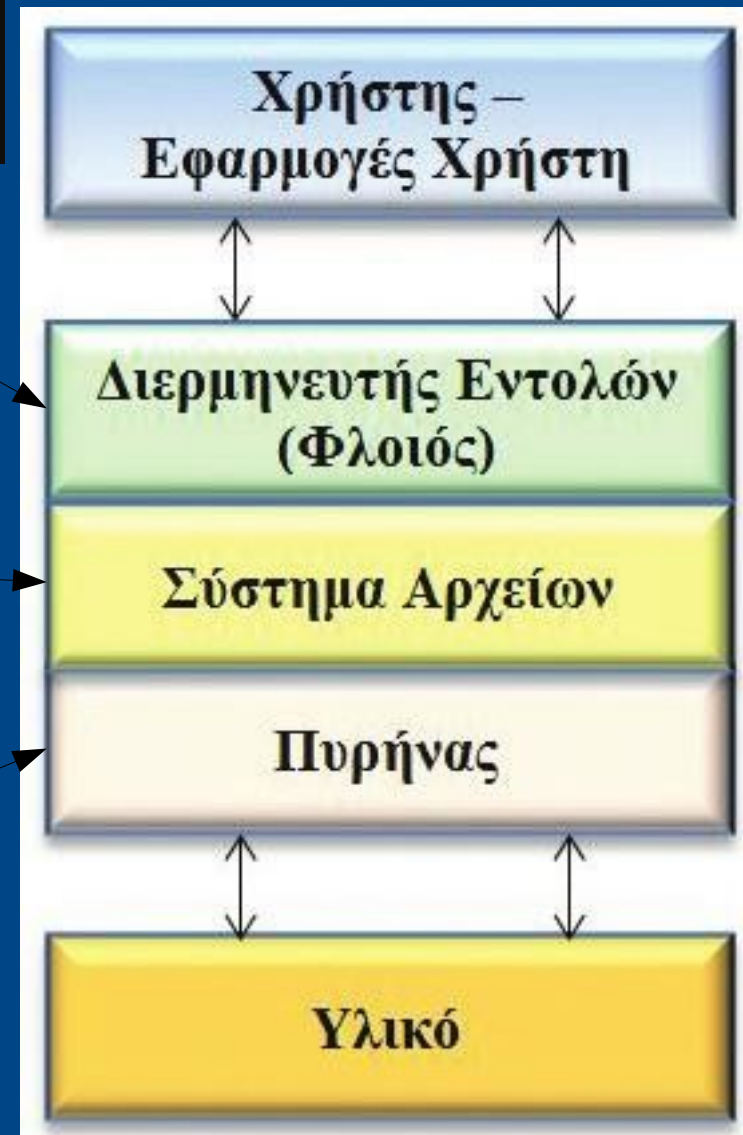 Χρήστης –
Εφαρμογές Χρήστη
Διερμηνευτής Εντολών
(Φλοιός)
Σύστημα Αρχείων
Πυρήνας
Υλικό